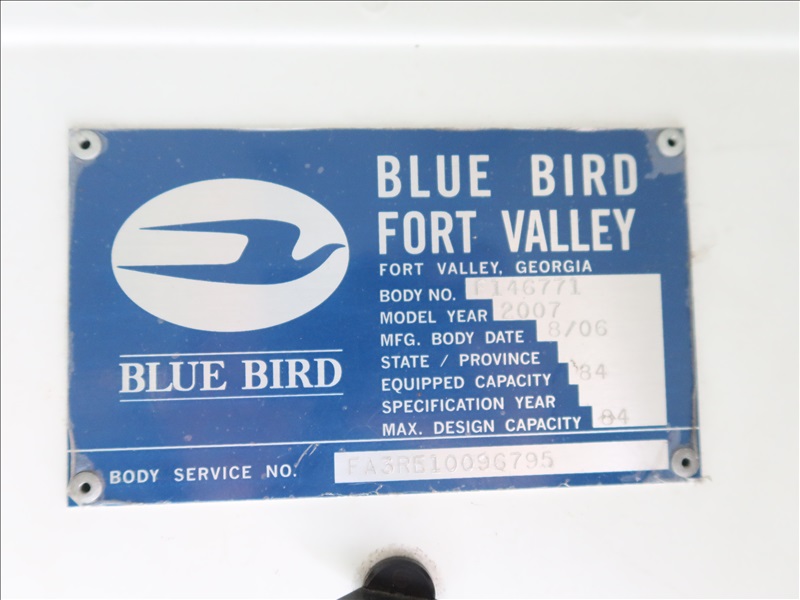 BLUE BIRD
BLUE BIRD
FORT VALLEY
FORT VALLEY, GEORGIA
BODY NO. F146771
MODEL YEAR 2007
MFG. BODY DATE 8/06
STATE / PROVINCE
EQUIPPED CAPACITY 84
SPECIFICATION YEAR
MAX. DESIGN CAPACITY 84
BODY SERVICE NO.